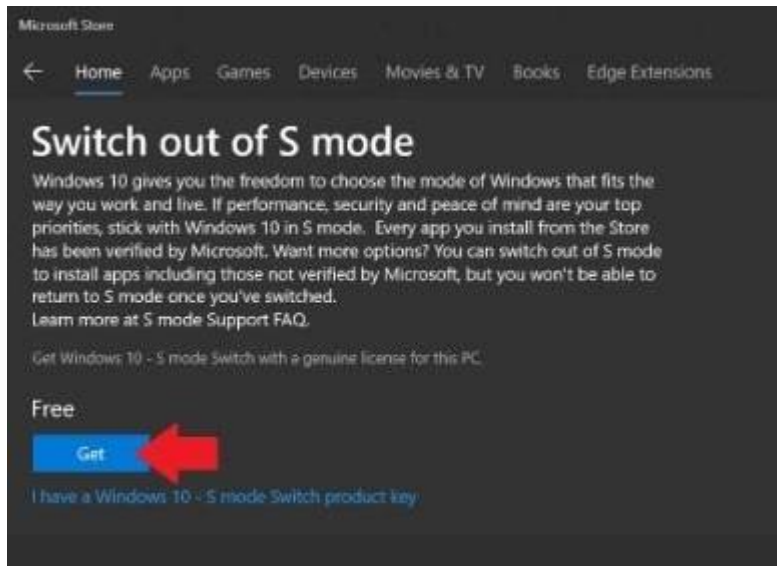 Microsoft Store
Home Apps Games Devices Movies & TV Books Edge Extensions
Switch out of S mode
Windows 10 gives you the freedom to choose the mode of Windows that fits the
way you work and live. If performance, security and peace of mind are your top
priorities, stick with Windows 10 in S mode. Every app you install from the Store
has been verified by Microsoft. Want more options? You can switch out of S mode
to install apps including those not verified by Microsoft, but you won't be able to
return to S mode once you've switched.
Learn more at S mode Support FAQ.
Get Windows 10 - S mode Switch with a genuine license for this PC.
Free
Get
I have a Windows 10 - S mode Switch product key